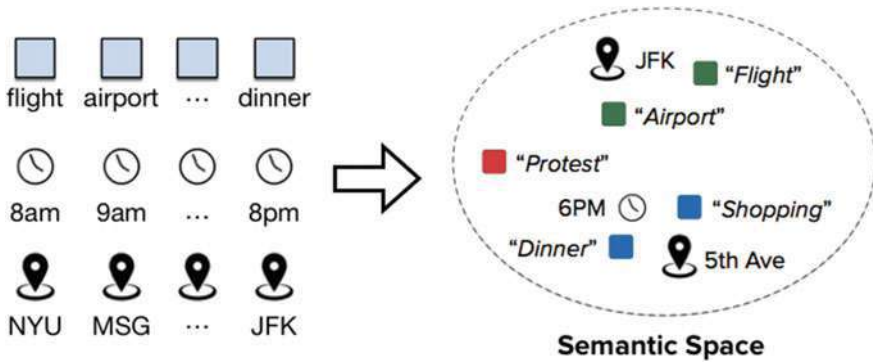 flight airport ... dinner
8am 9am ... 8pm
NYU MSG ... JFK
JFK
"Flight"
"Airport"
"Protest"
6PM
"Shopping"
"Dinner"
5th Ave
Semantic Space